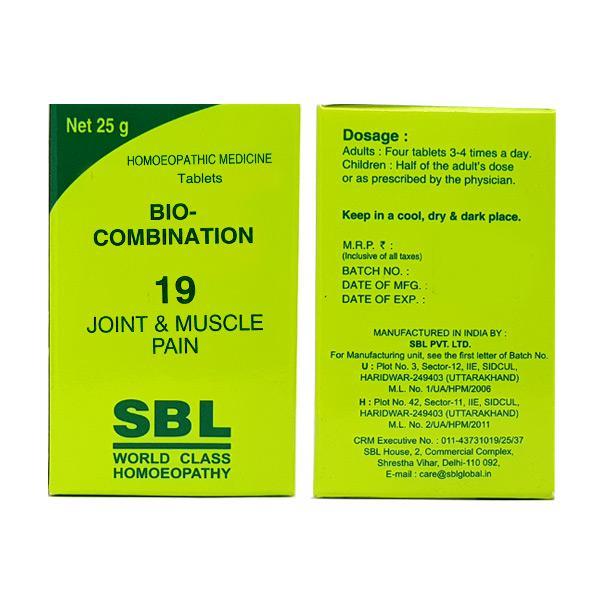 Net 25 g
HOMOEOPATHIC MEDICINE
Tablets
BIO-
COMBINATION
19
JOINT & MUSCLE
PAIN
SBL
WORLD CLASS
HOMOEOPATHY
Dosage :
Adults : Four tablets 3-4 times a day.
Children : Half of the adult's dose
or as prescribed by the physician.
Keep in a cool, dry & dark place.
M.R.P. ₹ :
(Inclusive of all taxes)
BATCH NO. :
DATE OF MFG. :
DATE OF EXP. :
MANUFACTURED IN INDIA BY :
SBL PVT. LTD.
For Manufacturing unit, see the first letter of Batch No.
U : Plot No. 3, Sector-12, IIE, SIDCUL,
HARIDWAR-249403 (UTTARAKHAND)
M.L. No. 1/UA/HPM/2006
H : Plot No. 42, Sector-11, IIE, SIDCUL,
HARIDWAR-249403 (UTTARAKHAND)
M.L. No. 2/UA/HPM/2011
CRM Executive No. : 011-43731019/25/37
SBL House, 2, Commercial Complex,
Shrestha Vihar, Delhi-110 092,
E-mail : care@sblglobal.in